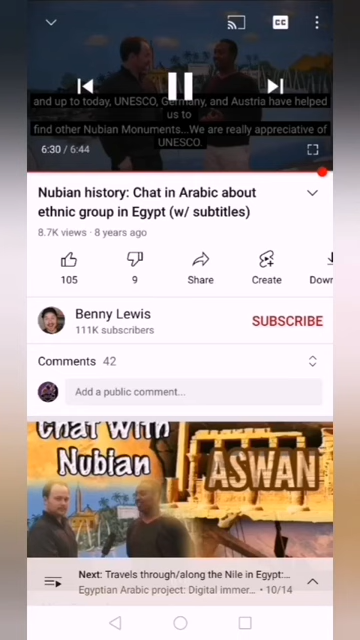 CC
and up to today, UNESCO, Germany, and Austria have helped
us to
find other Nubian Monuments...We are really appreciative of
UNESCO.
6:30 / 6:44
Nubian history: Chat in Arabic about
ethnic group in Egypt (w/ subtitles)
8.7K views · 8 years ago
105
9
Share
Create
Down
Benny Lewis
111K subscribers
SUBSCRIBE
Comments 42
Add a public comment...
Chat with
Nubian
ASWAN
Next: Travels through/along the Nile in Egypt:...
Egyptian Arabic project: Digital immer... • 10/14